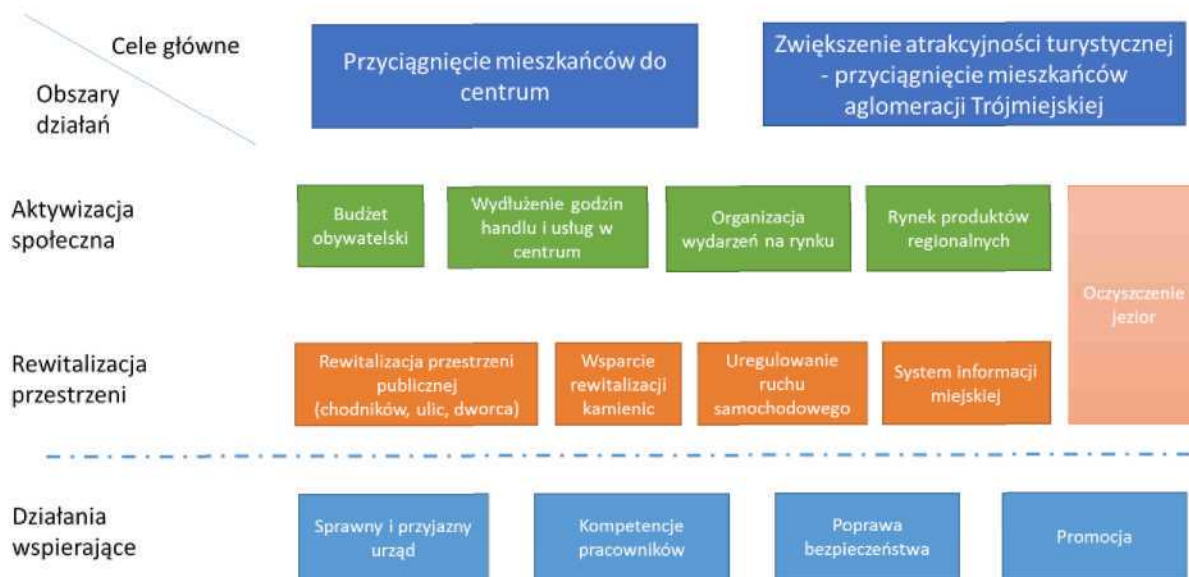 Cele główne
Obszary
działań
Przyciągnięcie mieszkańców do
centrum
Zwiększenie atrakcyjności turystycznej
- przyciągnięcie mieszkańców
aglomeracji Trójmiejskiej
Aktywizacja
społeczna
Budżet
obywatelski
Wydłużenie godzin
handlu i usług w
centrum
Organizacja
wydarzeń na rynku
Rynek produktów
regionalnych
Oczyszczenie
jezior
Rewitalizacja
przestrzeni
Rewitalizacja przestrzeni
publicznej
(chodników, ulic, dworca)
Wsparcie
rewitalizacji
kamienic
Uregulowanie
ruchu
samochodowego
System informacji
miejskiej
Działania
wspierające
Sprawny i przyjazny
urząd
Kompetencje
pracowników
Poprawa
bezpieczeństwa
Promocja